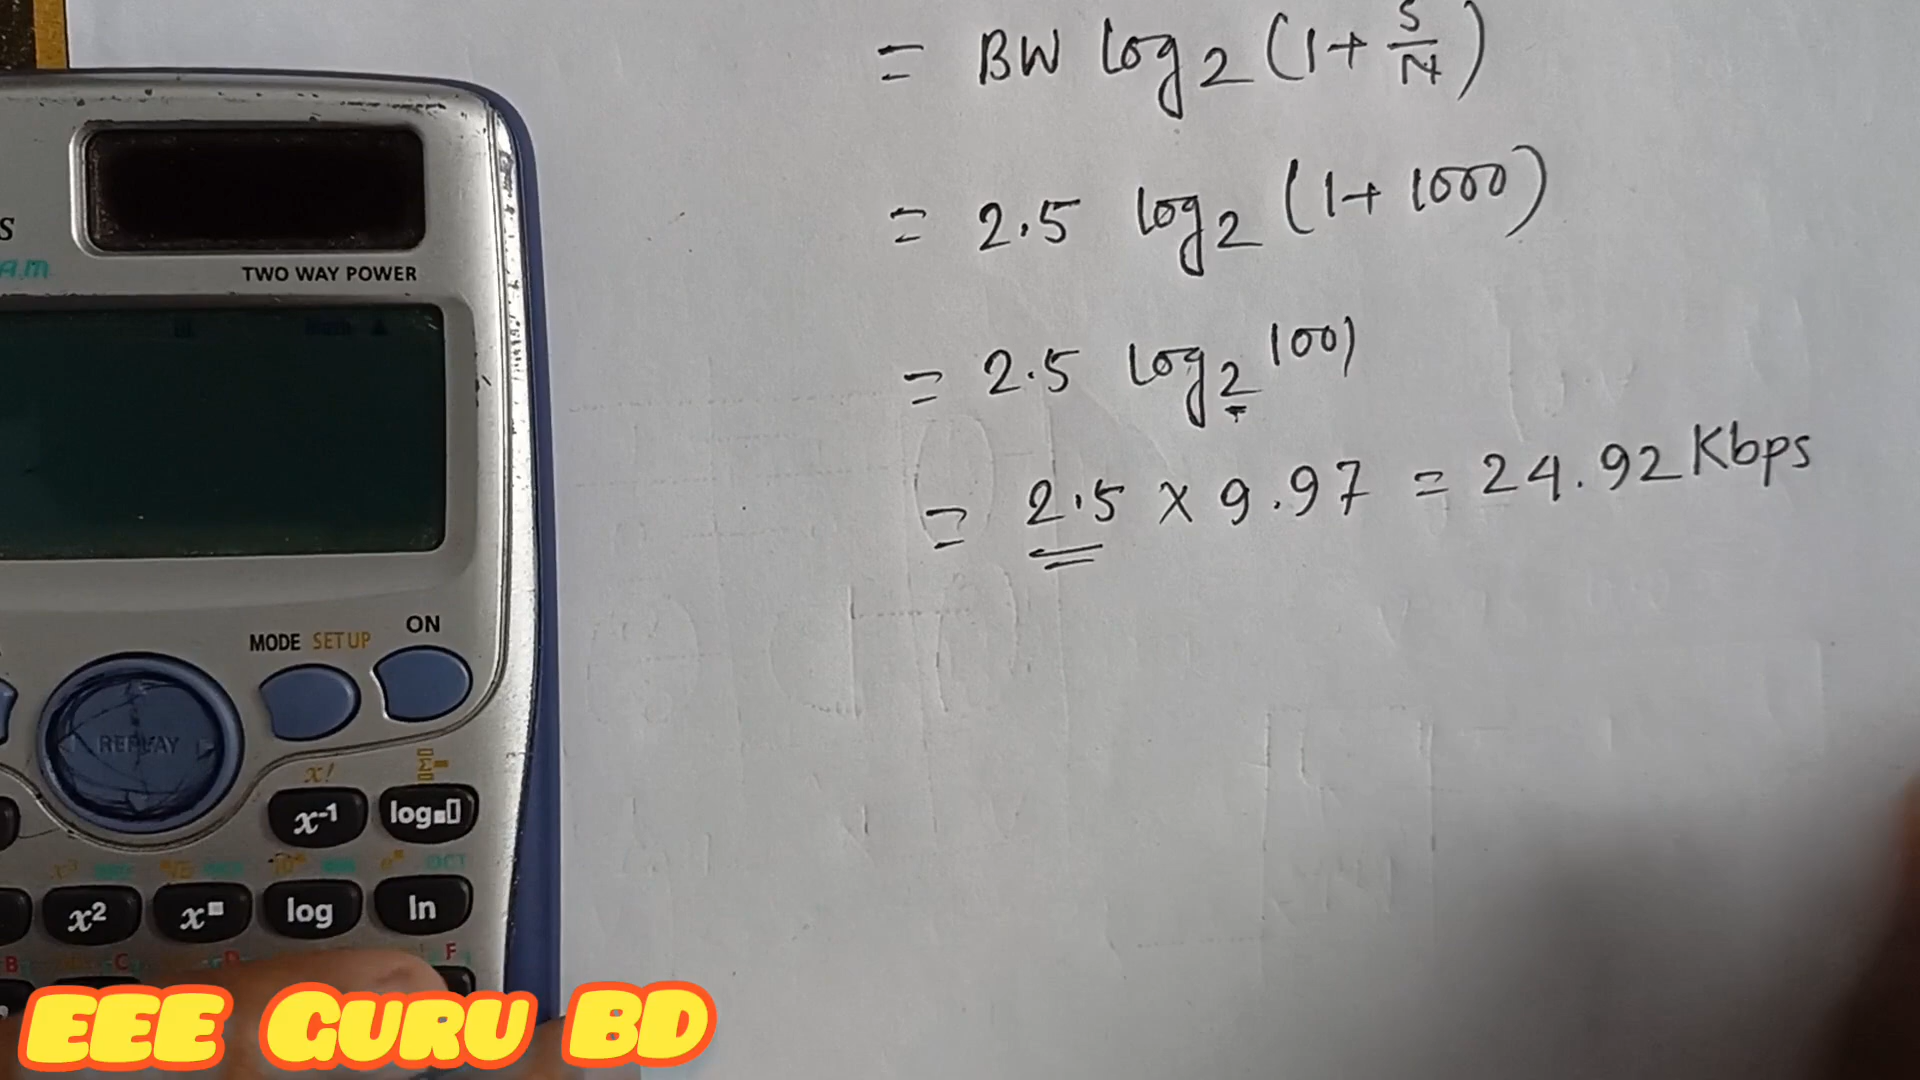 = BW log2 (1 + S/N)
= 2.5 log2 (1 + 1000)
= 2.5 log2 1001
= 2.5 x 9.97 = 24.92 Kbps
S
A.M
TWO WAY POWER
MODE SETUP ON
REPLAY
x! Σ
x-1 log
x2 x log ln
B C D F
EEE GURU BD